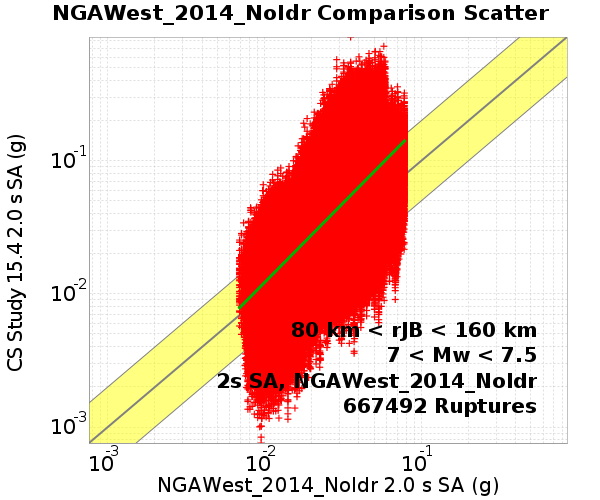 NGAWest_2014_NoIdr Comparison Scatter
CS Study 15.4 2.0 s SA (g)
10-1
10-2
10-3
80 km < rJB < 160 km
7 < Mw < 7.5
2s SA, NGAWest_2014_NoIdr
667492 Ruptures
10-3 10-2 10-1
NGAWest_2014_NoIdr 2.0 s SA (g)